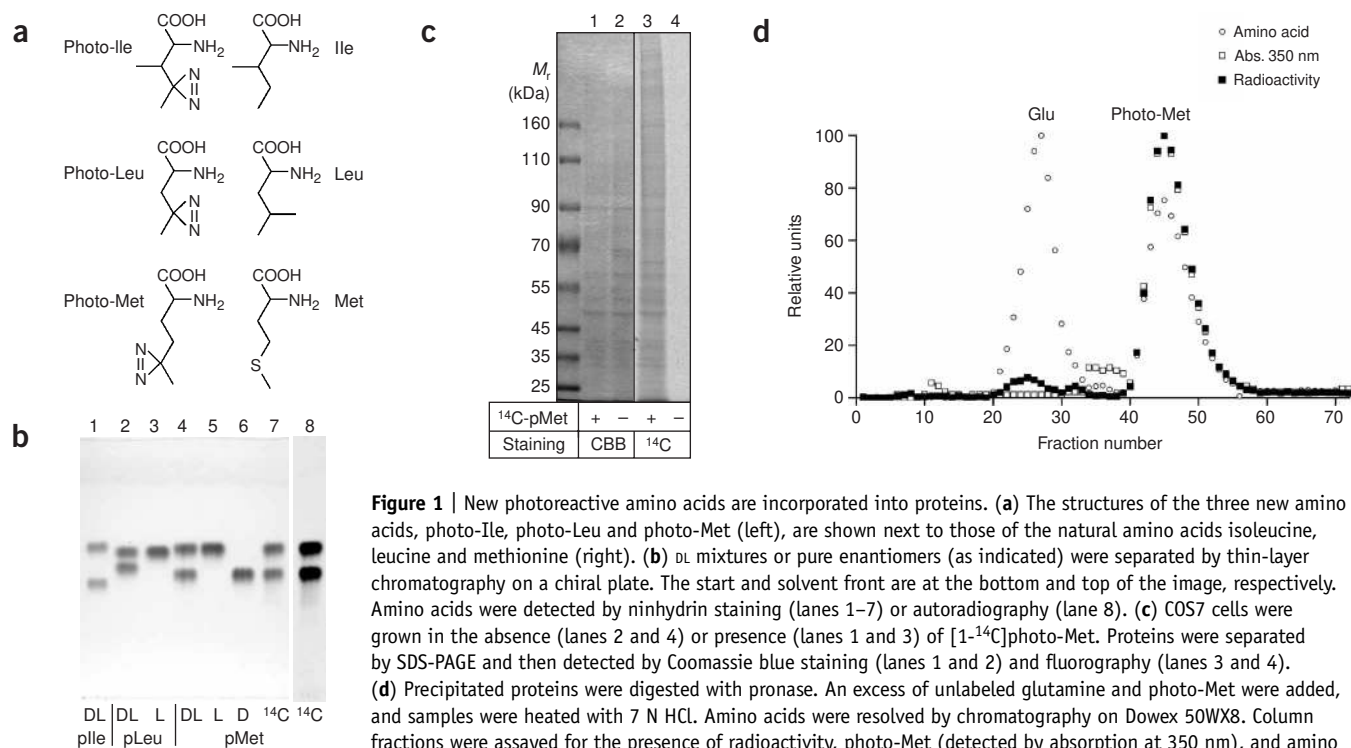 a
COOH
Photo-Ile
NH2
N
N
COOH
NH2
Ile
COOH
Photo-Leu
NH2
N
N
COOH
NH2
Leu
COOH
Photo-Met
NH2
N
N
COOH
NH2
Met
S
b
1 2 3 4 5 6 7 8
DL DL L DL L D 14C 14C
pIle pLeu pMet
c
1 2 3 4
Mr
(kDa)
160
110
90
70
55
45
35
25
14C-pMet + − + −
Staining CBB 14C
d
Amino acid
Abs. 350 nm
Radioactivity
Glu Photo-Met
100
80
60
40
20
0
Relative units
0 10 20 30 40 50 60 70
Fraction number
Figure 1 | New photoreactive amino acids are incorporated into proteins. (a) The structures of the three new amino
acids, photo-Ile, photo-Leu and photo-Met (left), are shown next to those of the natural amino acids isoleucine,
leucine and methionine (right). (b) DL mixtures or pure enantiomers (as indicated) were separated by thin-layer
chromatography on a chiral plate. The start and solvent front are at the bottom and top of the image, respectively.
Amino acids were detected by ninhydrin staining (lanes 1–7) or autoradiography (lane 8). (c) COS7 cells were
grown in the absence (lanes 2 and 4) or presence (lanes 1 and 3) of [1-14C]photo-Met. Proteins were separated
by SDS-PAGE and then detected by Coomassie blue staining (lanes 1 and 2) and fluorography (lanes 3 and 4).
(d) Precipitated proteins were digested with pronase. An excess of unlabeled glutamine and photo-Met were added,
and samples were heated with 7 N HCl. Amino acids were resolved by chromatography on Dowex 50WX8. Column
fractions were assayed for the presence of radioactivity, photo-Met (detected by absorption at 350 nm), and amino